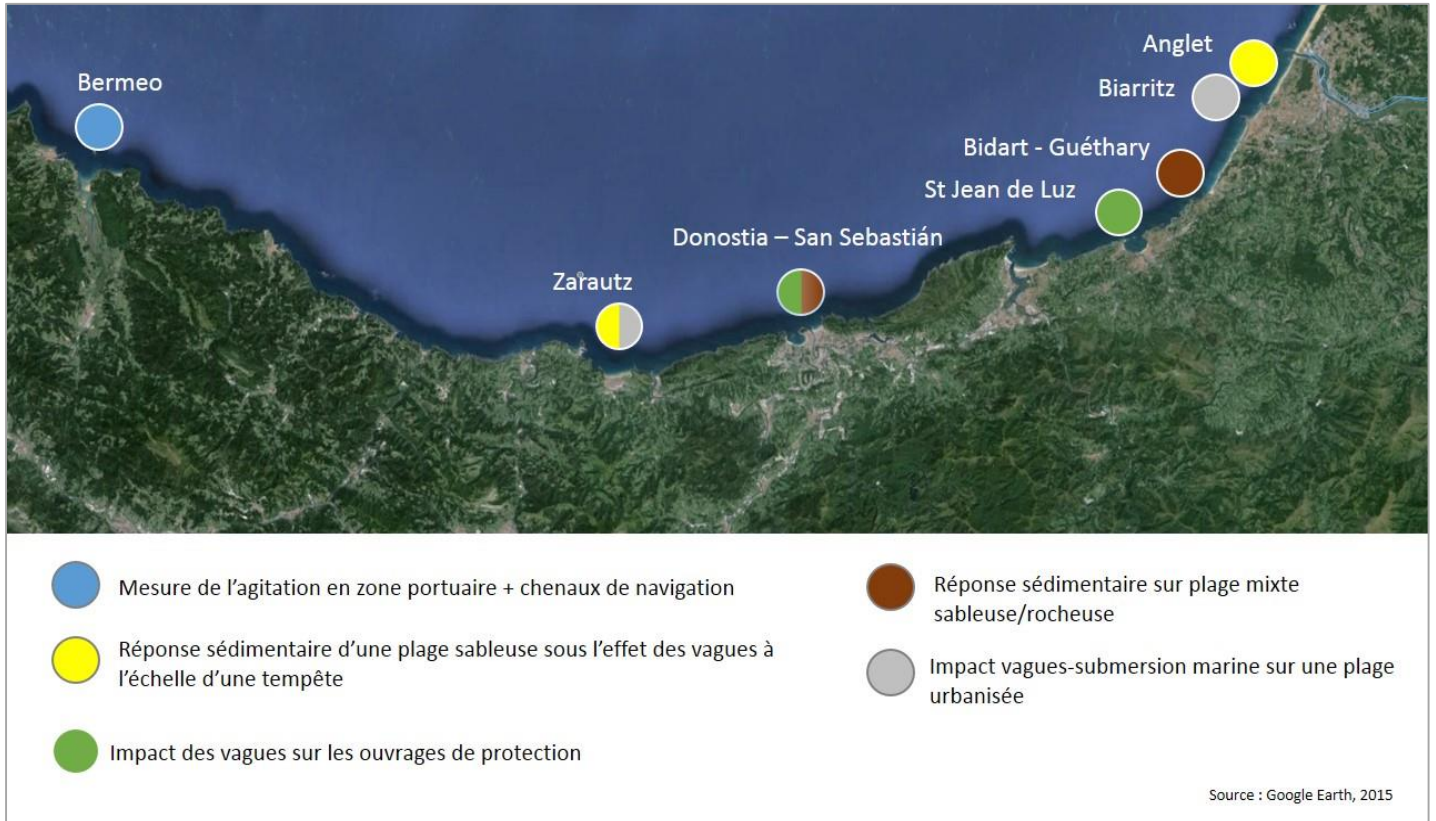 Anglet
Bermeo
Biarritz
Bidart - Guéthary
St Jean de Luz
Donostia – San Sebastián
Zarautz
Mesure de l'agitation en zone portuaire + chenaux de navigation
Réponse sédimentaire d'une plage sableuse sous l'effet des vagues à
l'échelle d'une tempête
Impact des vagues sur les ouvrages de protection
Réponse sédimentaire sur plage mixte
sableuse/rocheuse
Impact vagues-submersion marine sur une plage
urbanisée
Source : Google Earth, 2015